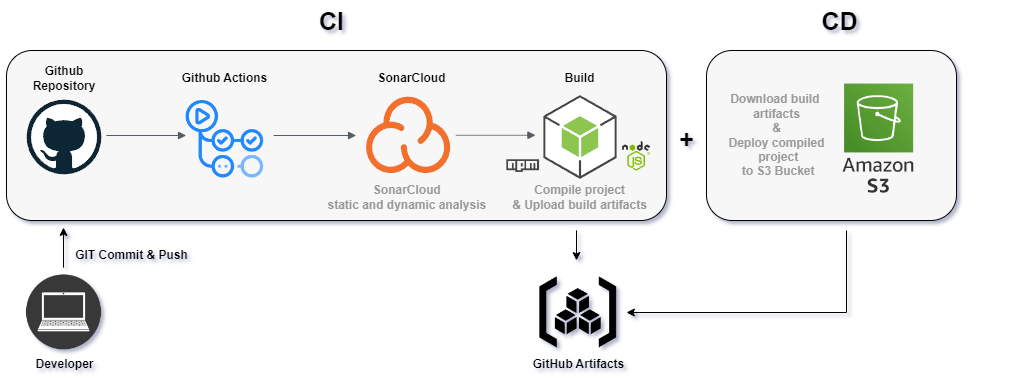 CI
CD
Github
Repository
Github Actions
SonarCloud
Build
npm
node
JS
SonarCloud
static and dynamic analysis
Compile project
& Upload build artifacts
+
Download build
artifacts
&
Deploy compiled
project
to S3 Bucket
Amazon
S3
GIT Commit & Push
Developer
GitHub Artifacts